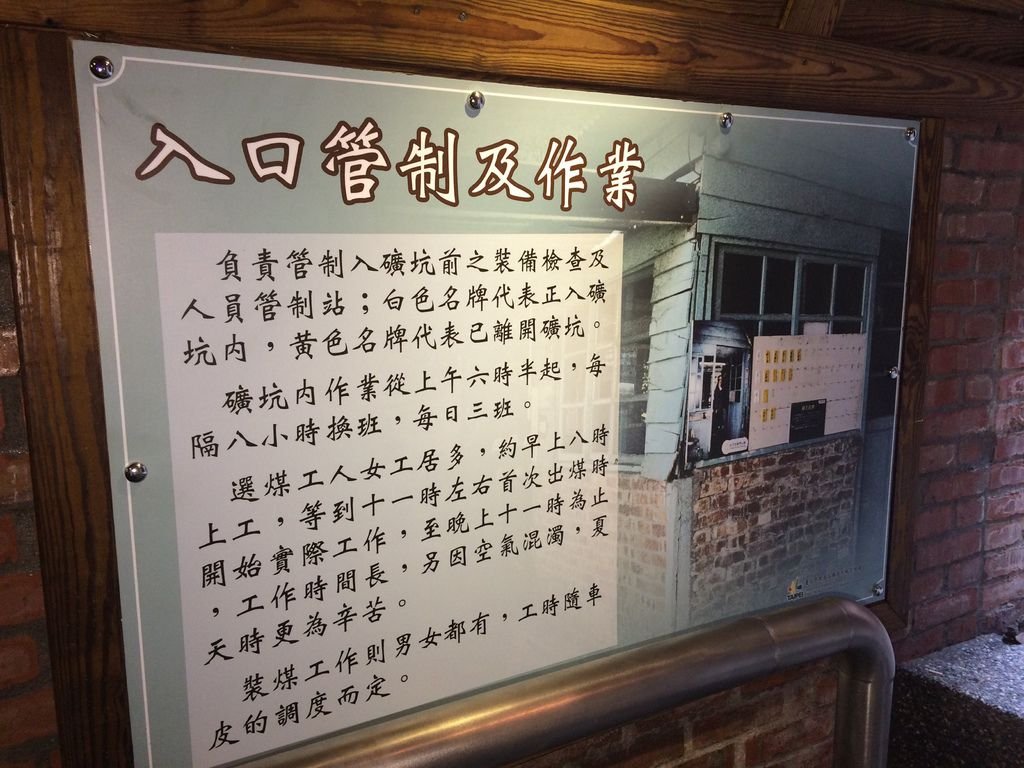 入口管制及作業
負責管制入礦坑前之裝備檢查及
人員管制站；白色名牌代表正入礦
坑內，黃色名牌代表已離開礦坑。
礦坑內作業從上午六時半起，每
隔八小時換班，每日三班。
選煤工人女工居多，約早上八時
上工，等到十一時左右首次出煤時
開始實際工作，至晚上十一時為止
，工作時間長，另因空氣混濁，夏
天時更為辛苦。
裝煤工作則男女都有，工時隨車
皮的調度而定。
TAIPEI